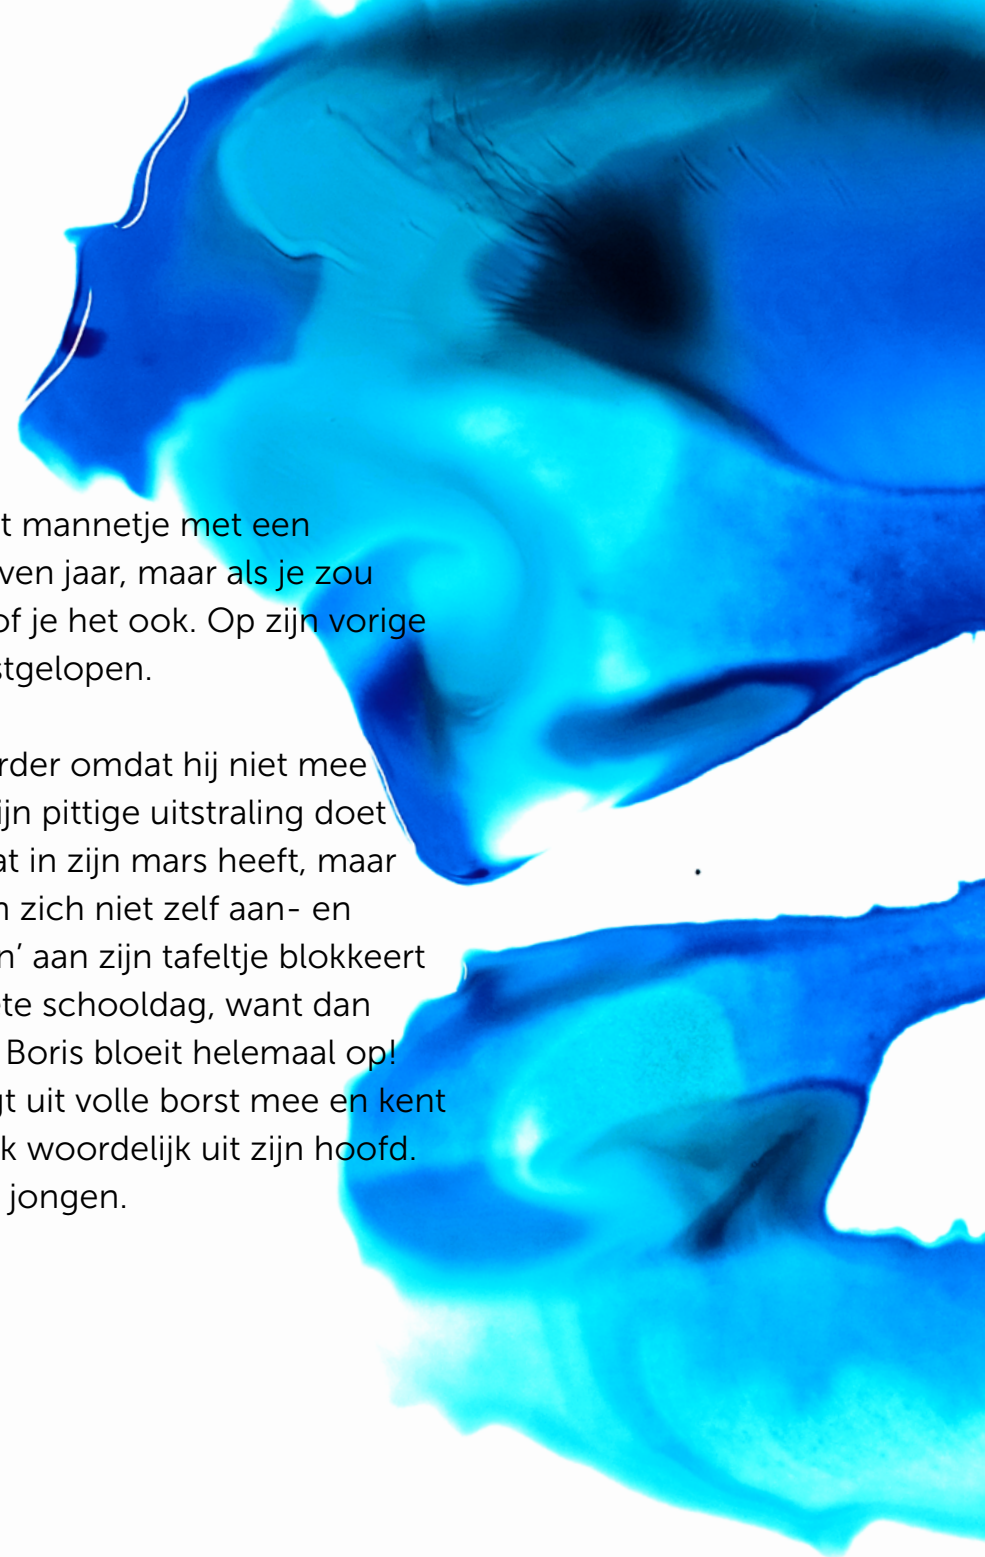 t mannetje met een
ven jaar, maar als je zou
of je het ook. Op zijn vorige
stgelopen.
rder omdat hij niet mee
ijn pittige uitstraling doet
at in zijn mars heeft, maar
n zich niet zelf aan- en
n’ aan zijn tafeltje blokkeert
ete schooldag, want dan
Boris bloeit helemaal op!
gt uit volle borst mee en kent
k woordelijk uit zijn hoofd.
jongen.